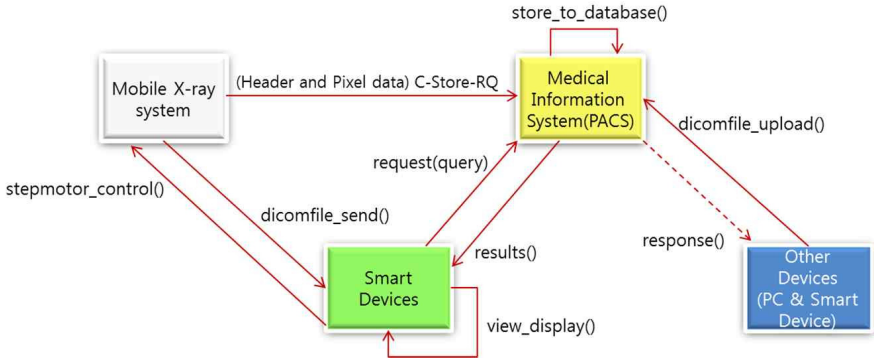 store_to_database()
Mobile X-ray
system
(Header and Pixel data) C-Store-RQ
Medical
Information
System(PACS)
dicomfile_upload()
request(query)
stepmotor_control()
dicomfile_send()
results()
response()
Smart
Devices
Other
Devices
(PC & Smart
Device)
view_display()